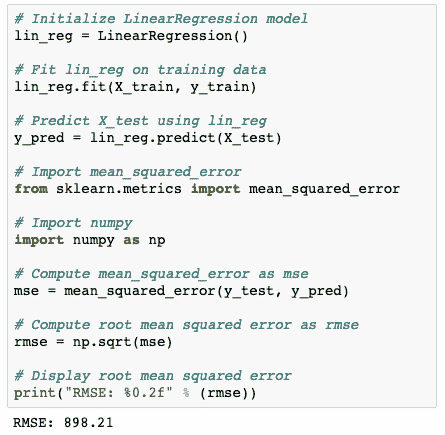 # Initialize LinearRegression model
lin_reg = LinearRegression()
# Fit lin_reg on training data
lin_reg.fit(X_train, y_train)
# Predict X_test using lin_reg
y_pred = lin_reg.predict(X_test)
# Import mean_squared_error
from sklearn.metrics import mean_squared_error
# Import numpy
import numpy as np
# Compute mean_squared_error as mse
mse = mean_squared_error(y_test, y_pred)
# Compute root mean squared error as rmse
rmse = np.sqrt(mse)
# Display root mean squared error
print("RMSE: %0.2f" % (rmse))
RMSE: 898.21